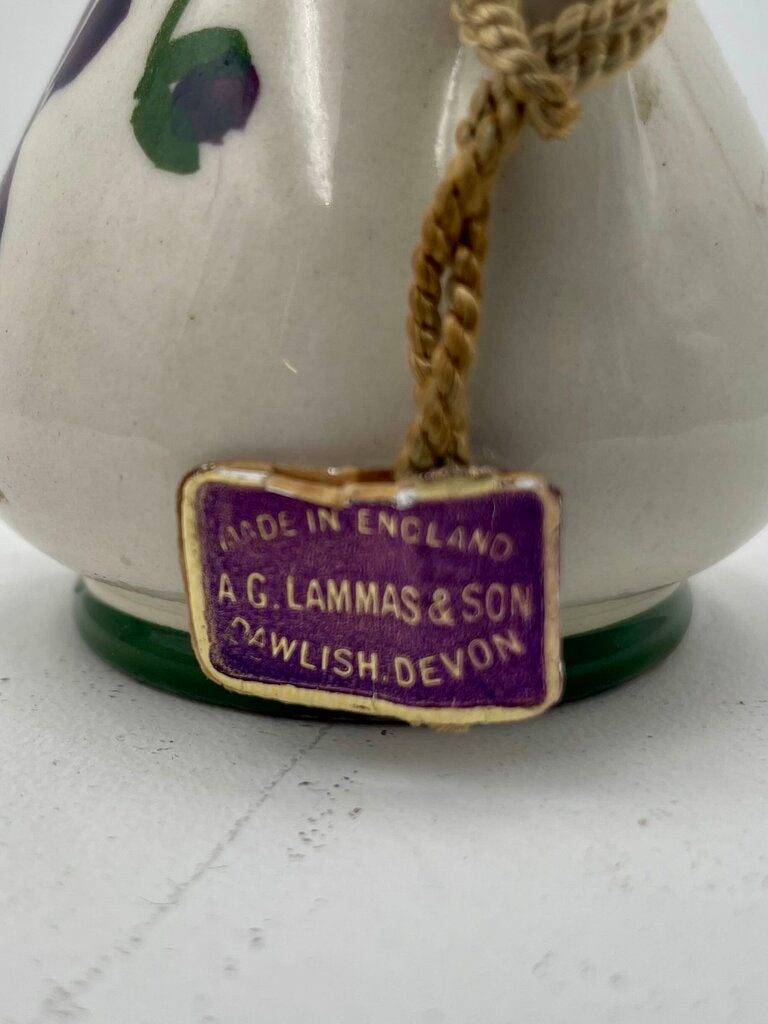 MADE IN ENGLAND
A.G. LAMMAS & SON
DAWLISH. DEVON